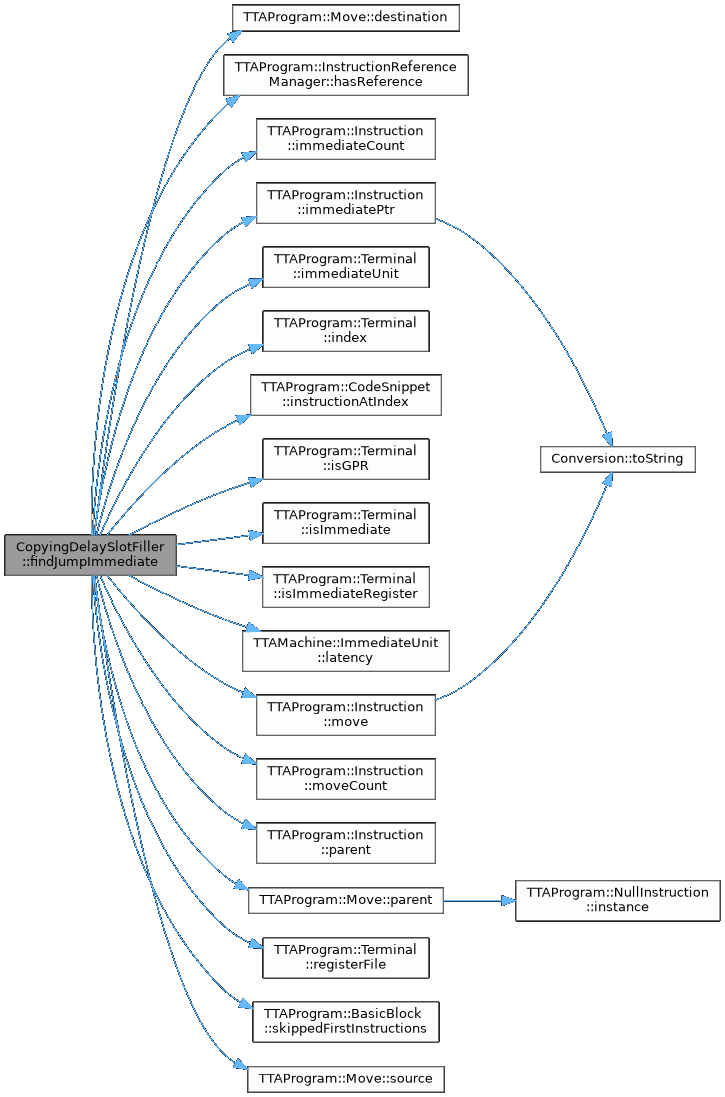 TTAProgram::Move::destination
TTAProgram::InstructionReference
Manager::hasReference
TTAProgram::Instruction
::immediateCount
TTAProgram::Instruction
::immediatePtr
TTAProgram::Terminal
::immediateUnit
TTAProgram::Terminal
::index
TTAProgram::CodeSnippet
::instructionAtIndex
TTAProgram::Terminal
::isGPR
Conversion::toString
TTAProgram::Terminal
::isImmediate
CopyingDelaySlotFiller
::findJumpImmediate
TTAProgram::Terminal
::isImmediateRegister
TTAMachine::ImmediateUnit
::latency
TTAProgram::Instruction
::move
TTAProgram::Instruction
::moveCount
TTAProgram::Instruction
::parent
TTAProgram::Move::parent
TTAProgram::NullInstruction
::instance
TTAProgram::Terminal
::registerFile
TTAProgram::BasicBlock
::skippedFirstInstructions
TTAProgram::Move::source